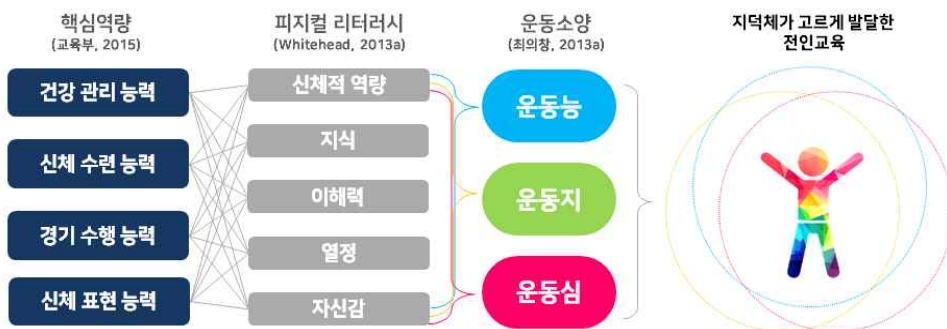 핵심역량
(교육부, 2015)
건강 관리 능력
신체 수련 능력
경기 수행 능력
신체 표현 능력
피지컬 리터러시
(Whitehead, 2013a)
신체적 역량
지식
이해력
열정
자신감
운동소양
(최의창, 2013a)
운동능
운동지
운동심
지덕체가 고르게 발달한
전인교육